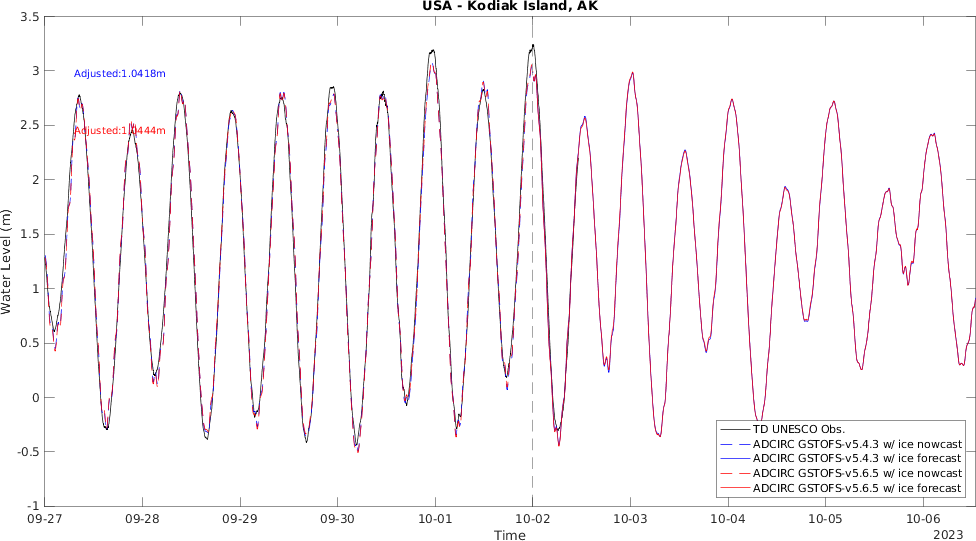 USA - Kodiak Island, AK
3.5
3
2.5
2
1.5
1
0.5
0
-0.5
-1
Water Level (m)
Adjusted:1.0418m
Adjusted:1.0444m
TD UNESCO Obs.
ADCIRC GSTOFS-v5.4.3 w/ ice nowcast
ADCIRC GSTOFS-v5.4.3 w/ ice forecast
ADCIRC GSTOFS-v5.6.5 w/ ice nowcast
ADCIRC GSTOFS-v5.6.5 w/ ice forecast
09-27 09-28 09-29 09-30 10-01 10-02 10-03 10-04 10-05 10-06
Time
2023